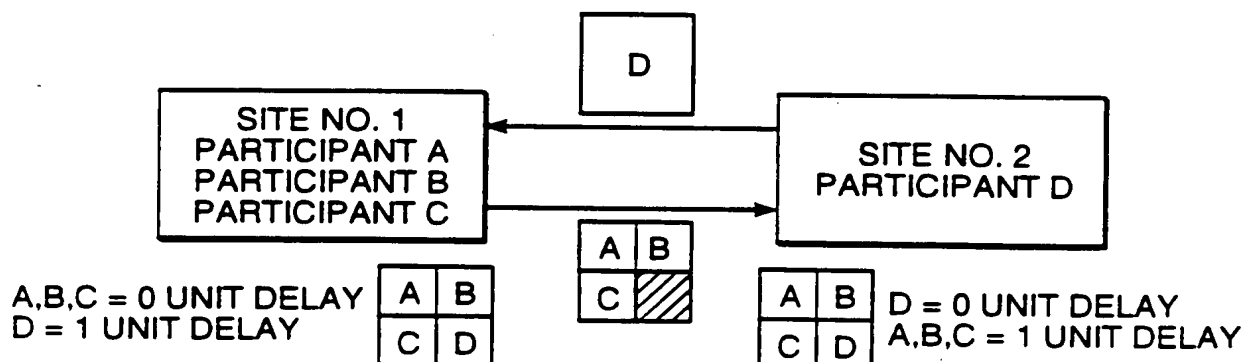 D
SITE NO. 1
PARTICIPANT A
PARTICIPANT B
PARTICIPANT C
SITE NO. 2
PARTICIPANT D
A B
C
A,B,C = 0 UNIT DELAY
D = 1 UNIT DELAY
A B
C D
A B
C D
D = 0 UNIT DELAY
A,B,C = 1 UNIT DELAY